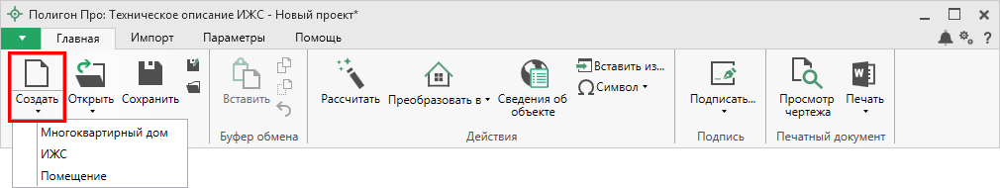 Полигон Про: Техническое описание ИЖС - Новый проект*
Главная Импорт Параметры Помощь
?
Создать Открыть Сохранить
Вставить
Рассчитать Преобразовать в Сведения об объекте
Вставить из...
Символ
Подписать...
Просмотр чертежа
Печать
Буфер обмена Действия Подпись Печатный документ
Многоквартирный дом
ИЖС
Помещение